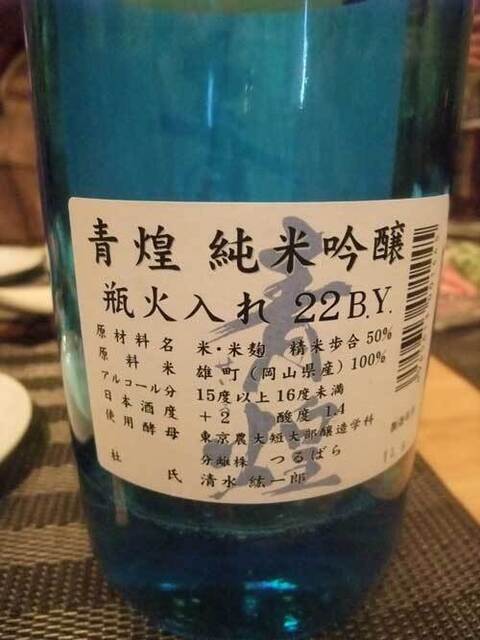 青煌 純米吟醸
瓶火入れ 22B.Y.
原材料名 米・米麹 精米歩合 50%
原料米 雄町(岡山県産)100%
アルコール分 15度以上16度未満
日本酒度 +2 酸度 1.4
使用酵母 東京農大短大部醸造学科
分離株 つるばら
杜氏 清水 紘一郎
青煌